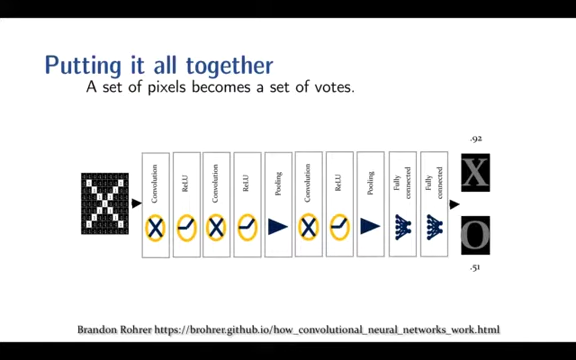 Putting it all together
A set of pixels becomes a set of votes.
Convolution
ReLU
Convolution
ReLU
Pooling
Convolution
ReLU
Pooling
Fully
connected
Fully
connected
.92
X
O
.51
Brandon Rohrer https://brohrer.github.io/how_convolutional_neural_networks_work.html